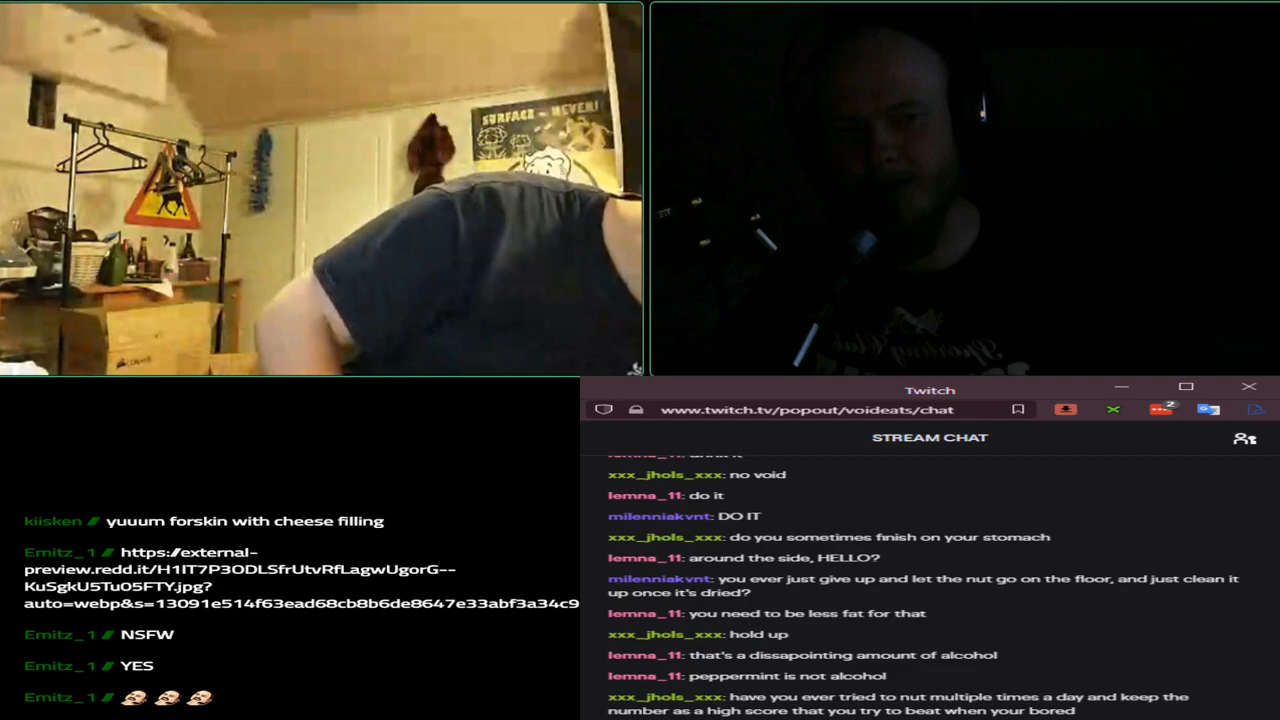 SURFACE - NEVER!
Sporting Club
kiisken // yuuum forskin with cheese filling
Emitz_1 // https://external-
preview.redd.it/H1IT7P3ODLSfrUtvRfLagwUgorG--
KuSgkU5Tu05FTY.jpg?
auto=webp&s=13091e514f63ead68cb8b6de8647e33abf3a34c9
Emitz_1 // NSFW
Emitz_1 // YES
Emitz_1 //
Twitch
www.twitch.tv/popout/voideats/chat
2
STREAM CHAT
lemna_11: drink it
xxx_jhols_xxx: no void
lemna_11: do it
milenniakvnt: DO IT
xxx_jhols_xxx: do you sometimes finish on your stomach
lemna_11: around the side, HELLO?
milenniakvnt: you ever just give up and let the nut go on the floor, and just clean it
up once it's dried?
lemna_11: you need to be less fat for that
xxx_jhols_xxx: hold up
lemna_11: that's a dissapointing amount of alcohol
lemna_11: peppermint is not alcohol
xxx_jhols_xxx: have you ever tried to nut multiple times a day and keep the
number as a high score that you try to beat when your bored